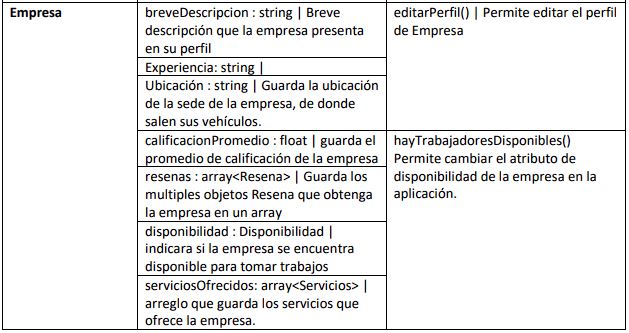 Empresa
breveDescripcion : string | Breve
descripción que la empresa presenta
en su perfil
Experiencia: string |
Ubicación : string | Guarda la ubicación
de la sede de la empresa, de donde
salen sus vehículos.
calificacionPromedio : float | guarda el
promedio de calificación de la empresa
resenas : array<Resena> | Guarda los
multiples objetos Resena que obtenga
la empresa en un array
disponibilidad : Disponibilidad |
indicara si la empresa se encuentra
disponible para tomar trabajos
serviciosOfrecidos: array<Servicios> |
arreglo que guarda los servicios que
ofrece la empresa.
editarPerfil() | Permite editar el perfil
de Empresa
hayTrabajadoresDisponibles()
Permite cambiar el atributo de
disponibilidad de la empresa en la
aplicación.